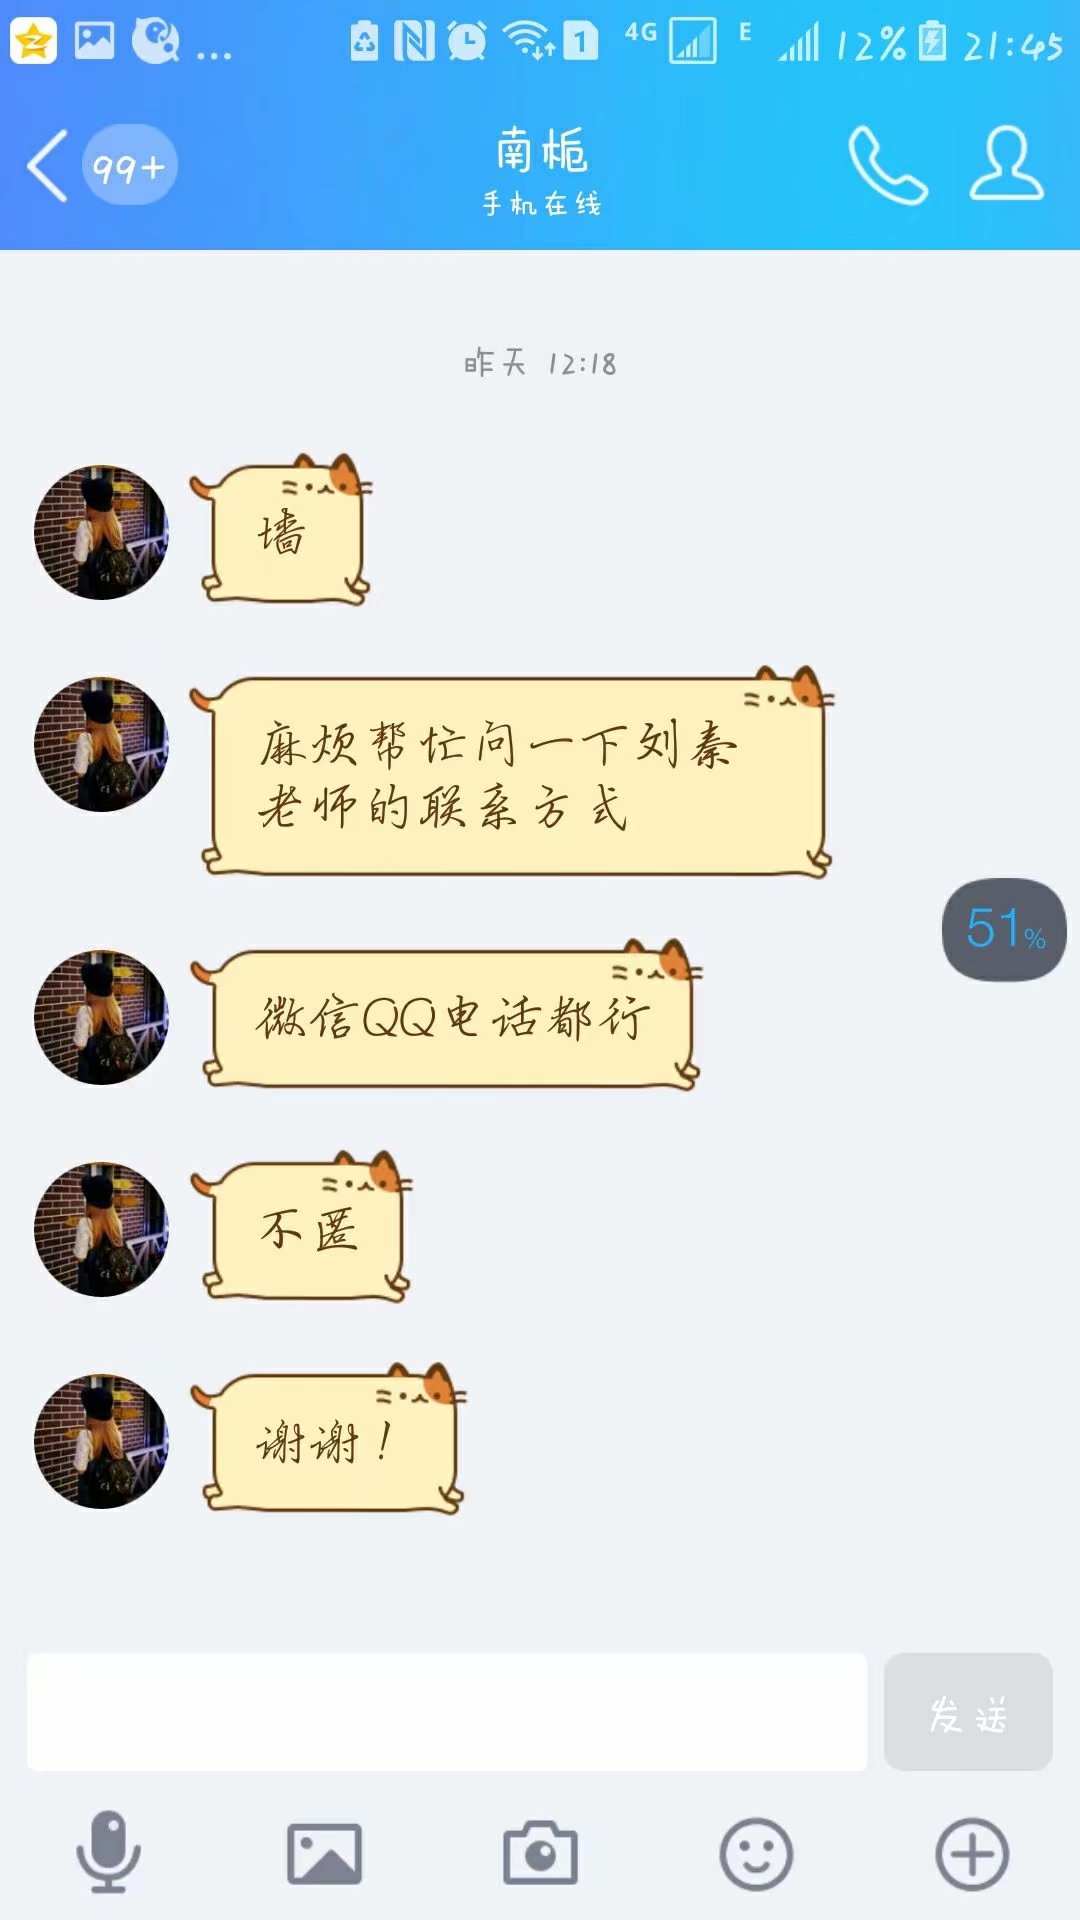 ... 1 4G E 12% 21:45
99+ 南栀
手机在线
昨天 12:18
墙
麻烦帮忙问一下刘秦
老师的联系方式
51%
微信QQ电话都行
不匿
谢谢！
发送